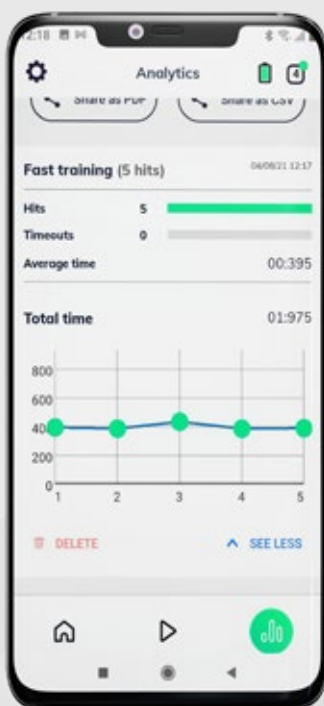 12:18
Analytics 4
Share as PDF Share as CSV
Fast training (5 hits) 04/08/21 12:17
Hits 5
Timeouts 0
Average time 00:395
Total time 01:975
800
600
400
200
0
1 2 3 4 5
DELETE SEE LESS